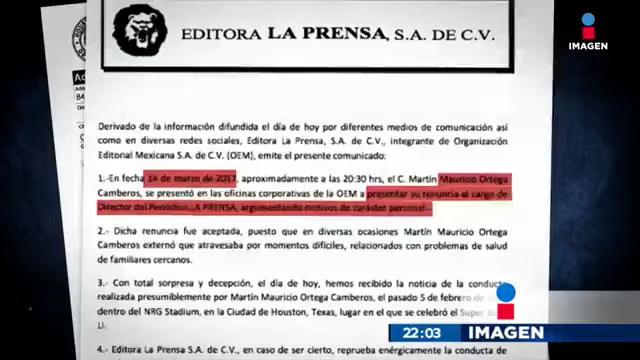 EDITORA LA PRENSA, S.A. DE C.V.
IMAGEN
Derivado de la información difundida el día de hoy por diferentes medios de comunicación así
como en diversas redes sociales, Editora La Prensa, S.A. de C.V., integrante de Organización
Editorial Mexicana S.A. de C.V. (OEM), emite el presente comunicado:
1.-En fecha 14 de marzo de 2017, aproximadamente a las 20:30 hrs, el C. Martín Mauricio Ortega
Camberos, se presentó en las oficinas corporativas de la OEM a presentar su renuncia al cargo de
Director del Periódico LA PRENSA, argumentando motivos de carácter personal.
2.- Dicha renuncia fue aceptada, puesto que en diversas ocasiones Martín Mauricio Ortega
Camberos externó que atravesaba por momentos difíciles, relacionados con problemas de salud
de familiares cercanos.
3.- Con total sorpresa y decepción, el día de hoy, hemos recibido la noticia de la conducta
realizada presumiblemente por Martín Mauricio Ortega Camberos, el pasado 5 de febrero de
dentro del NRG Stadium, en la Ciudad de Houston, Texas, lugar en el que se celebró el Super
LI.
4.- Editora La Prensa S.A. de C.V., en caso de ser cierto, reprueba enérgicamente la conducta de
22:03 IMAGEN